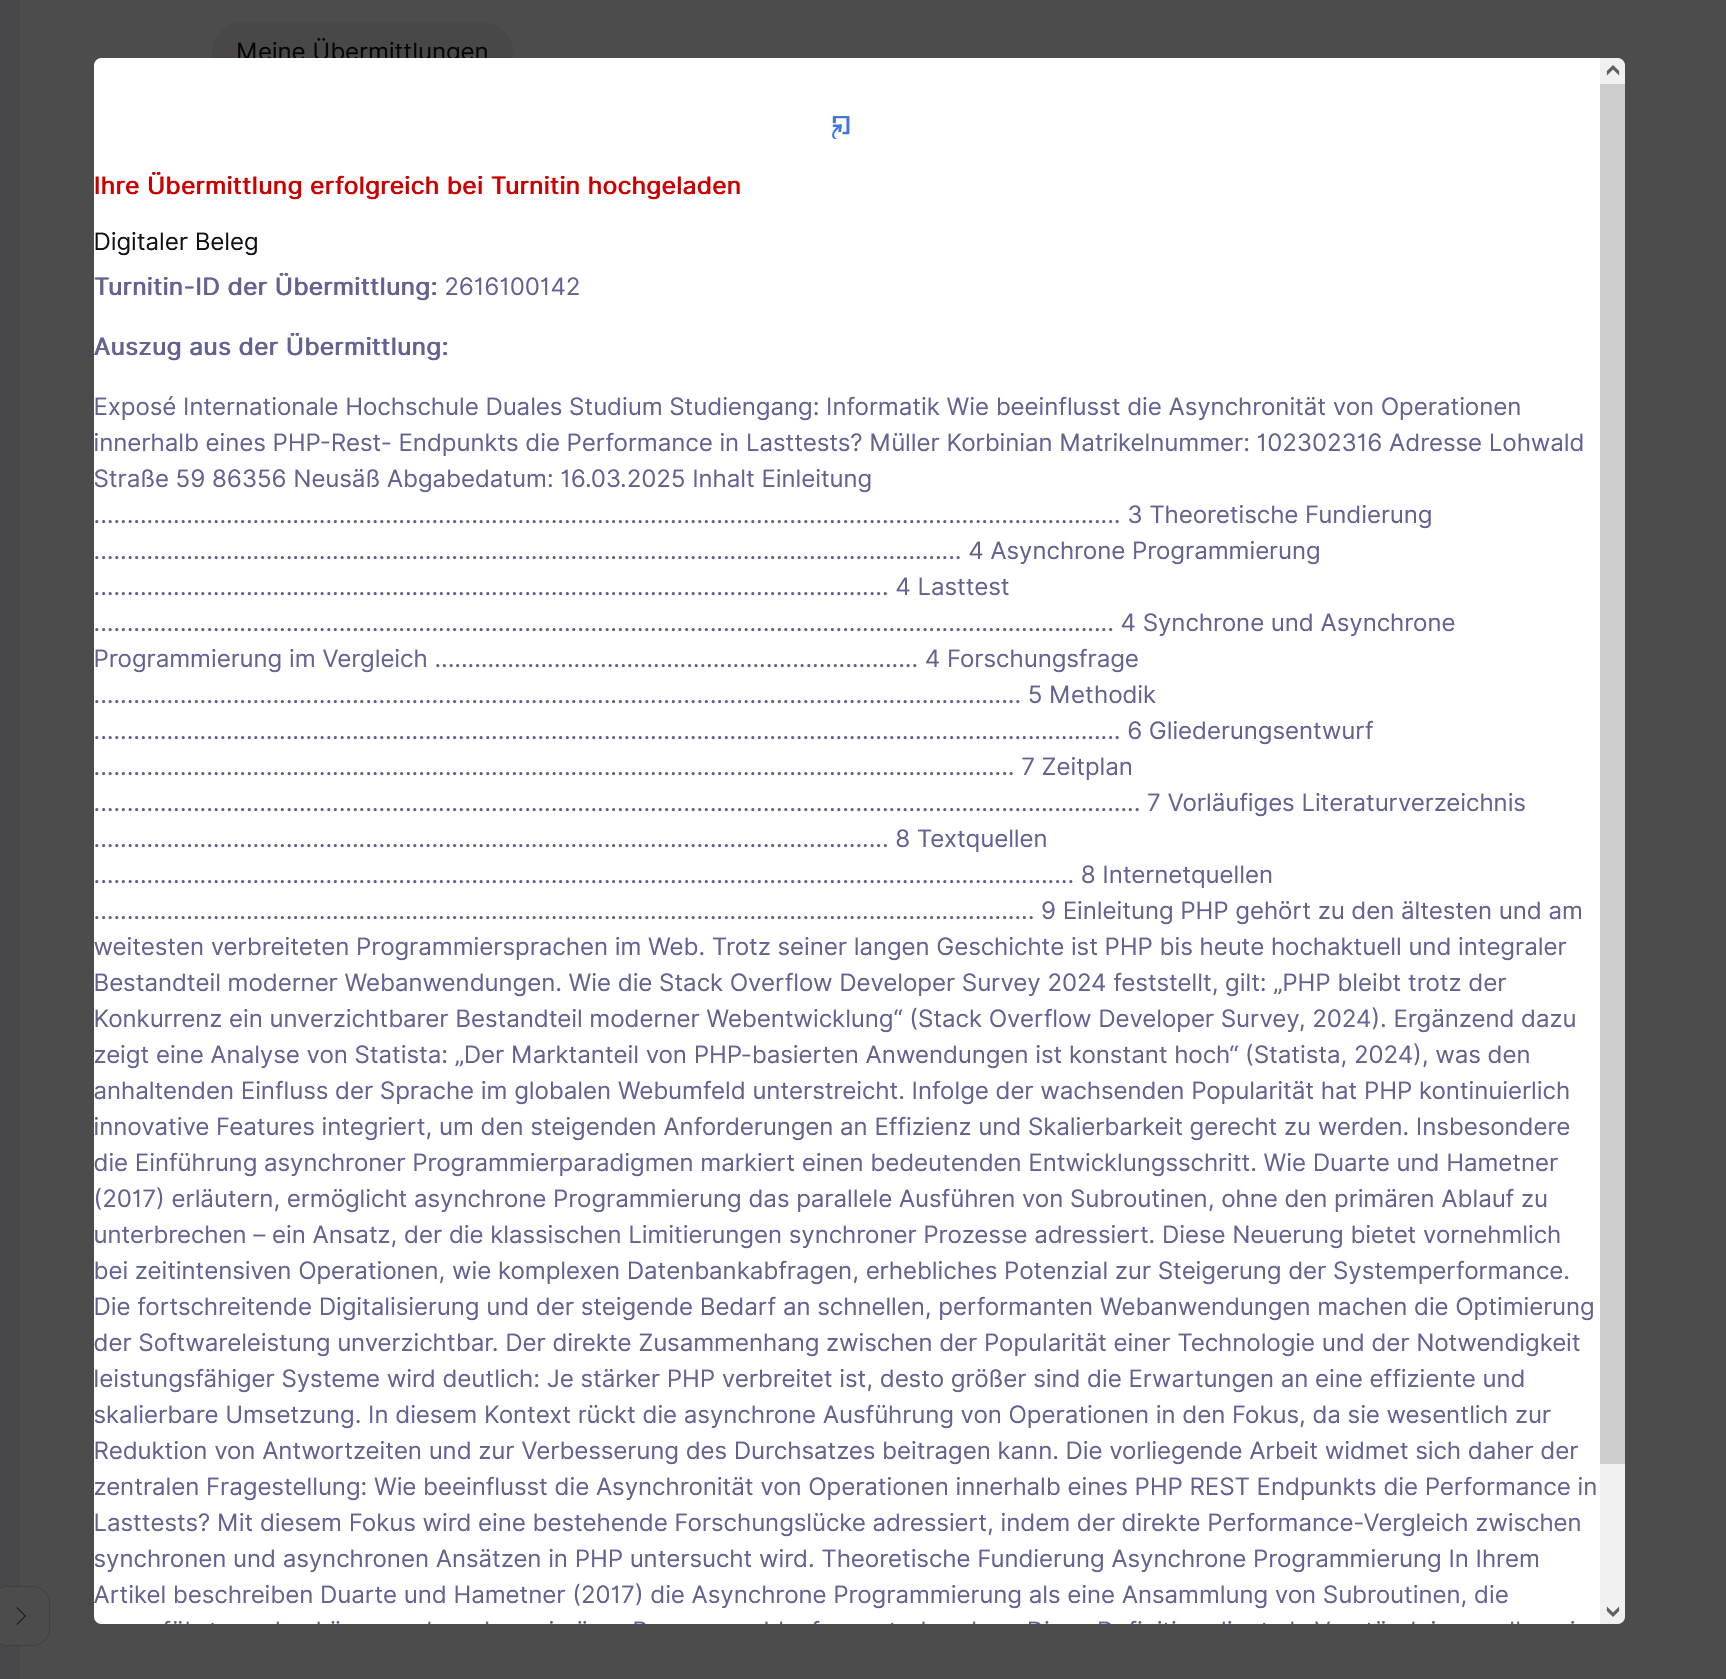 Meine Übermittlungen
Ihre Übermittlung erfolgreich bei Turnitin hochgeladen
Digitaler Beleg
Turnitin-ID der Übermittlung: 2616100142
Auszug aus der Übermittlung:
Exposé Internationale Hochschule Duales Studium Studiengang: Informatik Wie beeinflusst die Asynchronität von Operationen
innerhalb eines PHP-Rest- Endpunkts die Performance in Lasttests? Müller Korbinian Matrikelnummer: 102302316 Adresse Lohwald
Straße 59 86356 Neusäß Abgabedatum: 16.03.2025 Inhalt Einleitung
........................................................................................................................................................... 3 Theoretische Fundierung
................................................................................................................................... 4 Asynchrone Programmierung
........................................................................................................................ 4 Lasttest
.......................................................................................................................................................... 4 Synchrone und Asynchrone
Programmierung im Vergleich ......................................................................... 4 Forschungsfrage
............................................................................................................................................ 5 Methodik
........................................................................................................................................................... 6 Gliederungsentwurf
........................................................................................................................................... 7 Zeitplan
.............................................................................................................................................................. 7 Vorläufiges Literaturverzeichnis
........................................................................................................................ 8 Textquellen
.................................................................................................................................................... 8 Internetquellen
.............................................................................................................................................. 9 Einleitung PHP gehört zu den ältesten und am
weitesten verbreiteten Programmiersprachen im Web. Trotz seiner langen Geschichte ist PHP bis heute hochaktuell und integraler
Bestandteil moderner Webanwendungen. Wie die Stack Overflow Developer Survey 2024 feststellt, gilt: „PHP bleibt trotz der
Konkurrenz ein unverzichtbarer Bestandteil moderner Webentwicklung“ (Stack Overflow Developer Survey, 2024). Ergänzend dazu
zeigt eine Analyse von Statista: „Der Marktanteil von PHP-basierten Anwendungen ist konstant hoch“ (Statista, 2024), was den
anhaltenden Einfluss der Sprache im globalen Webumfeld unterstreicht. Infolge der wachsenden Popularität hat PHP kontinuierlich
innovative Features integriert, um den steigenden Anforderungen an Effizienz und Skalierbarkeit gerecht zu werden. Insbesondere
die Einführung asynchroner Programmierparadigmen markiert einen bedeutenden Entwicklungsschritt. Wie Duarte und Hametner
(2017) erläutern, ermöglicht asynchrone Programmierung das parallele Ausführen von Subroutinen, ohne den primären Ablauf zu
unterbrechen – ein Ansatz, der die klassischen Limitierungen synchroner Prozesse adressiert. Diese Neuerung bietet vornehmlich
bei zeitintensiven Operationen, wie komplexen Datenbankabfragen, erhebliches Potenzial zur Steigerung der Systemperformance.
Die fortschreitende Digitalisierung und der steigende Bedarf an schnellen, performanten Webanwendungen machen die Optimierung
der Softwareleistung unverzichtbar. Der direkte Zusammenhang zwischen der Popularität einer Technologie und der Notwendigkeit
leistungsfähiger Systeme wird deutlich: Je stärker PHP verbreitet ist, desto größer sind die Erwartungen an eine effiziente und
skalierbare Umsetzung. In diesem Kontext rückt die asynchrone Ausführung von Operationen in den Fokus, da sie wesentlich zur
Reduktion von Antwortzeiten und zur Verbesserung des Durchsatzes beitragen kann. Die vorliegende Arbeit widmet sich daher der
zentralen Fragestellung: Wie beeinflusst die Asynchronität von Operationen innerhalb eines PHP REST Endpunkts die Performance in
Lasttests? Mit diesem Fokus wird eine bestehende Forschungslücke adressiert, indem der direkte Performance-Vergleich zwischen
synchronen und asynchronen Ansätzen in PHP untersucht wird. Theoretische Fundierung Asynchrone Programmierung In Ihrem
Artikel beschreiben Duarte und Hametner (2017) die Asynchrone Programmierung als eine Ansammlung von Subroutinen, die